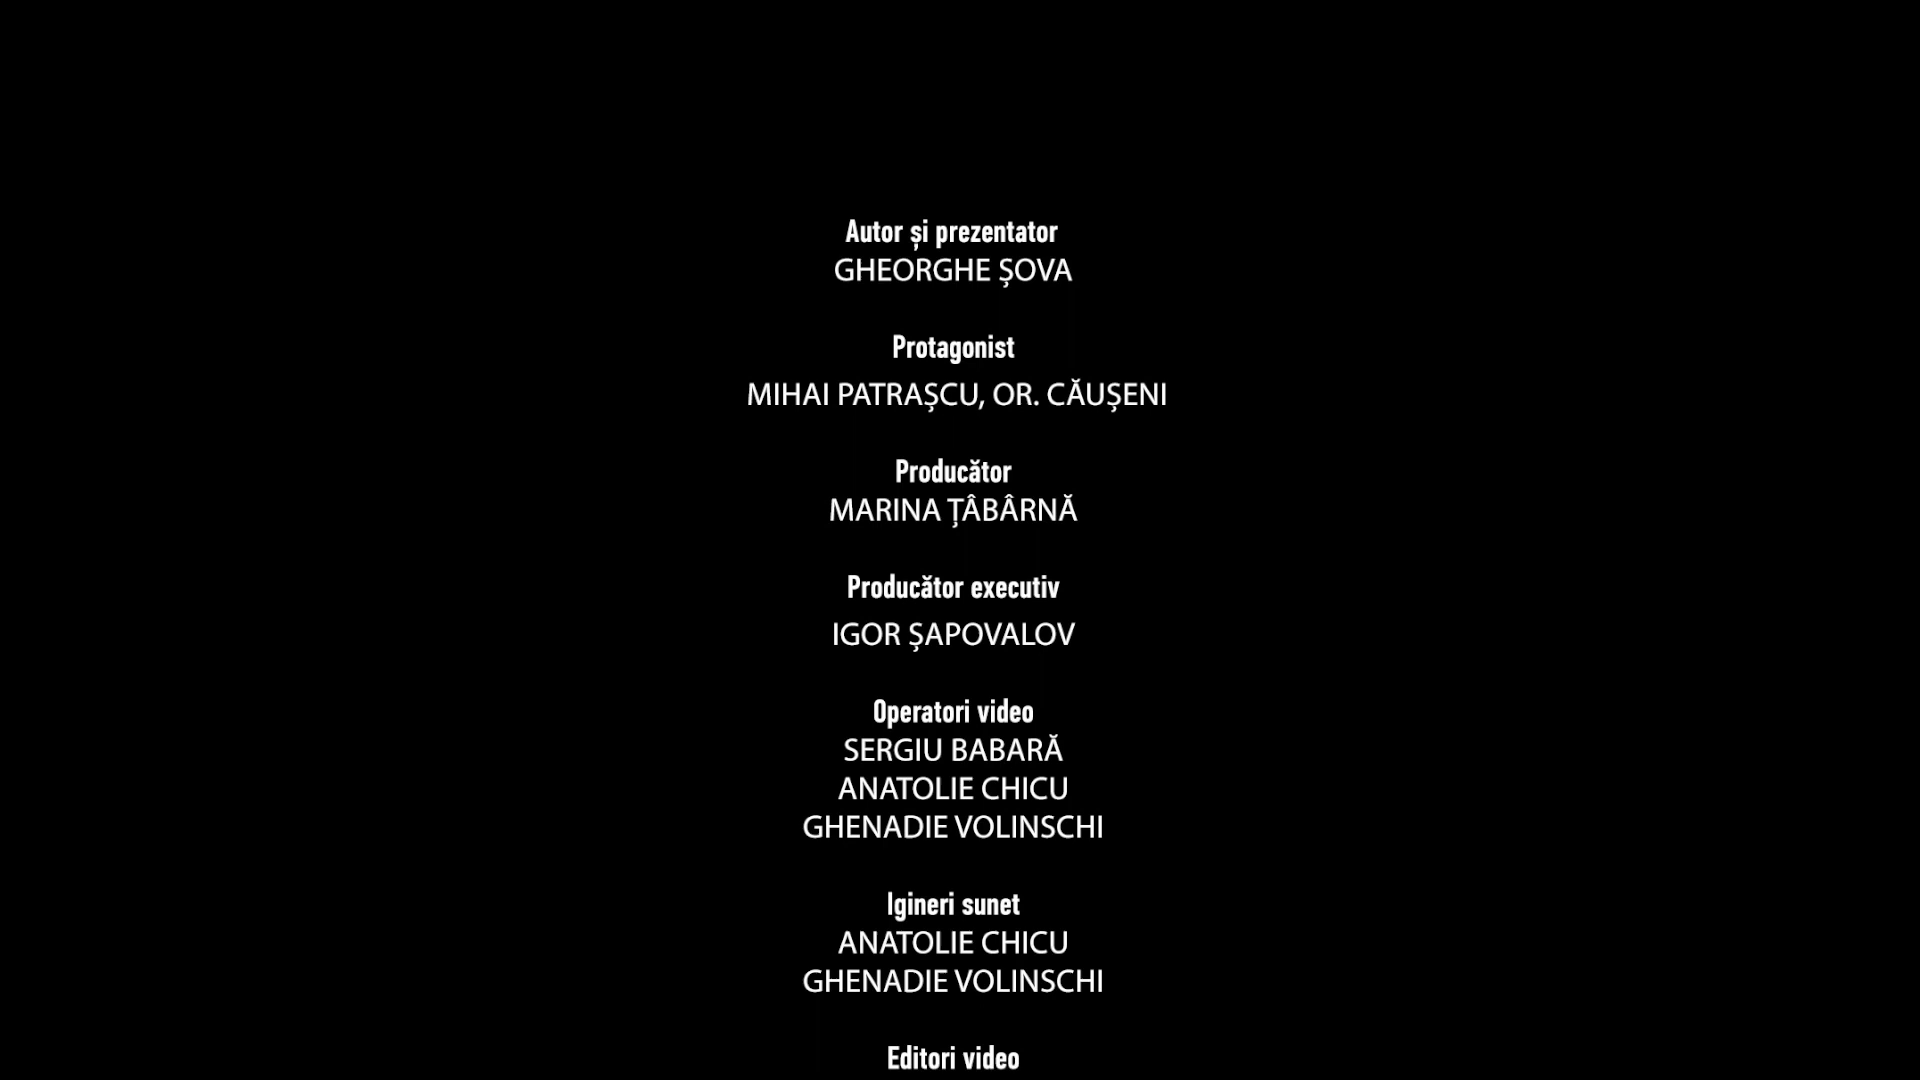 Autor și prezentator
GHEORGHE ȘOVA
Protagonist
MIHAI PATRAȘCU, OR. CĂUȘENI
Producător
MARINA ȚÂBÂRNĂ
Producător executiv
IGOR ȘAPOVALOV
Operatori video
SERGIU BABARĂ
ANATOLIE CHICU
GHENADIE VOLINSCHI
Igineri sunet
ANATOLIE CHICU
GHENADIE VOLINSCHI
Editori video